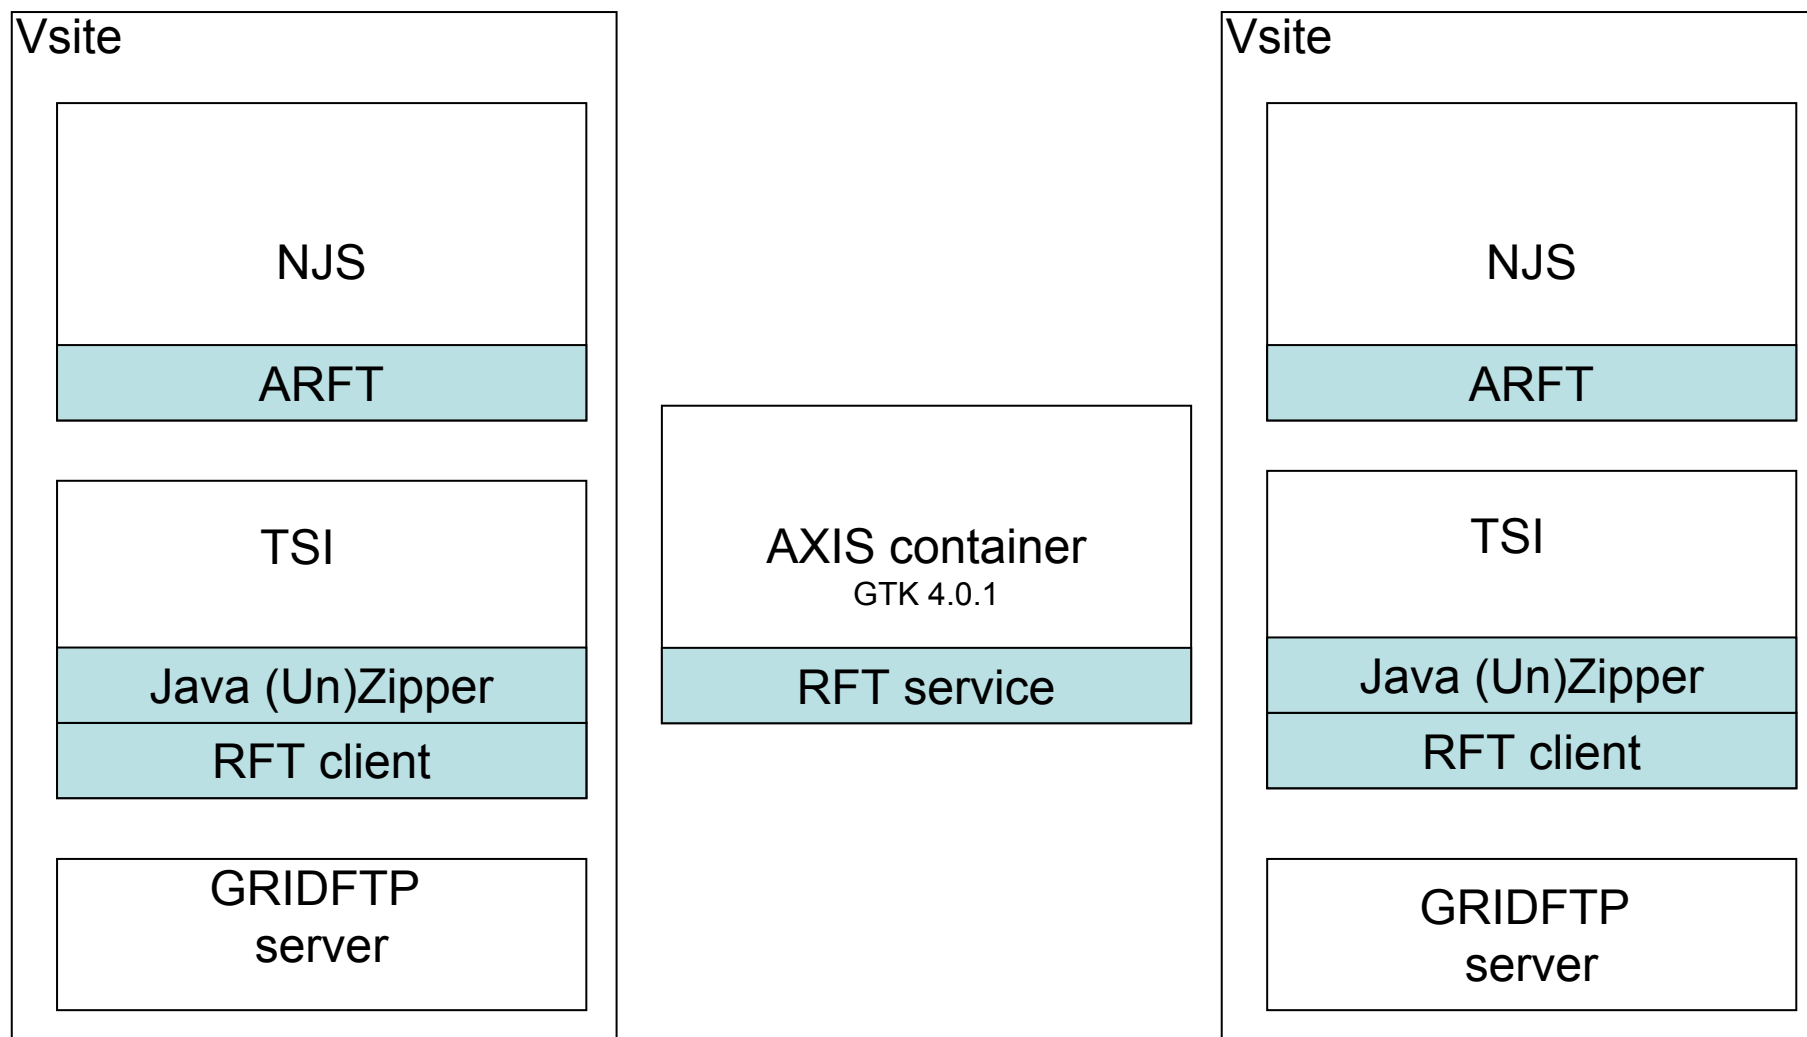 Vsite
NJS
ARFT
TSI
Java (Un)Zipper
RFT client
GRIDFTP
server
AXIS container
GTK 4.0.1
RFT service
Vsite
NJS
ARFT
TSI
Java (Un)Zipper
RFT client
GRIDFTP
server